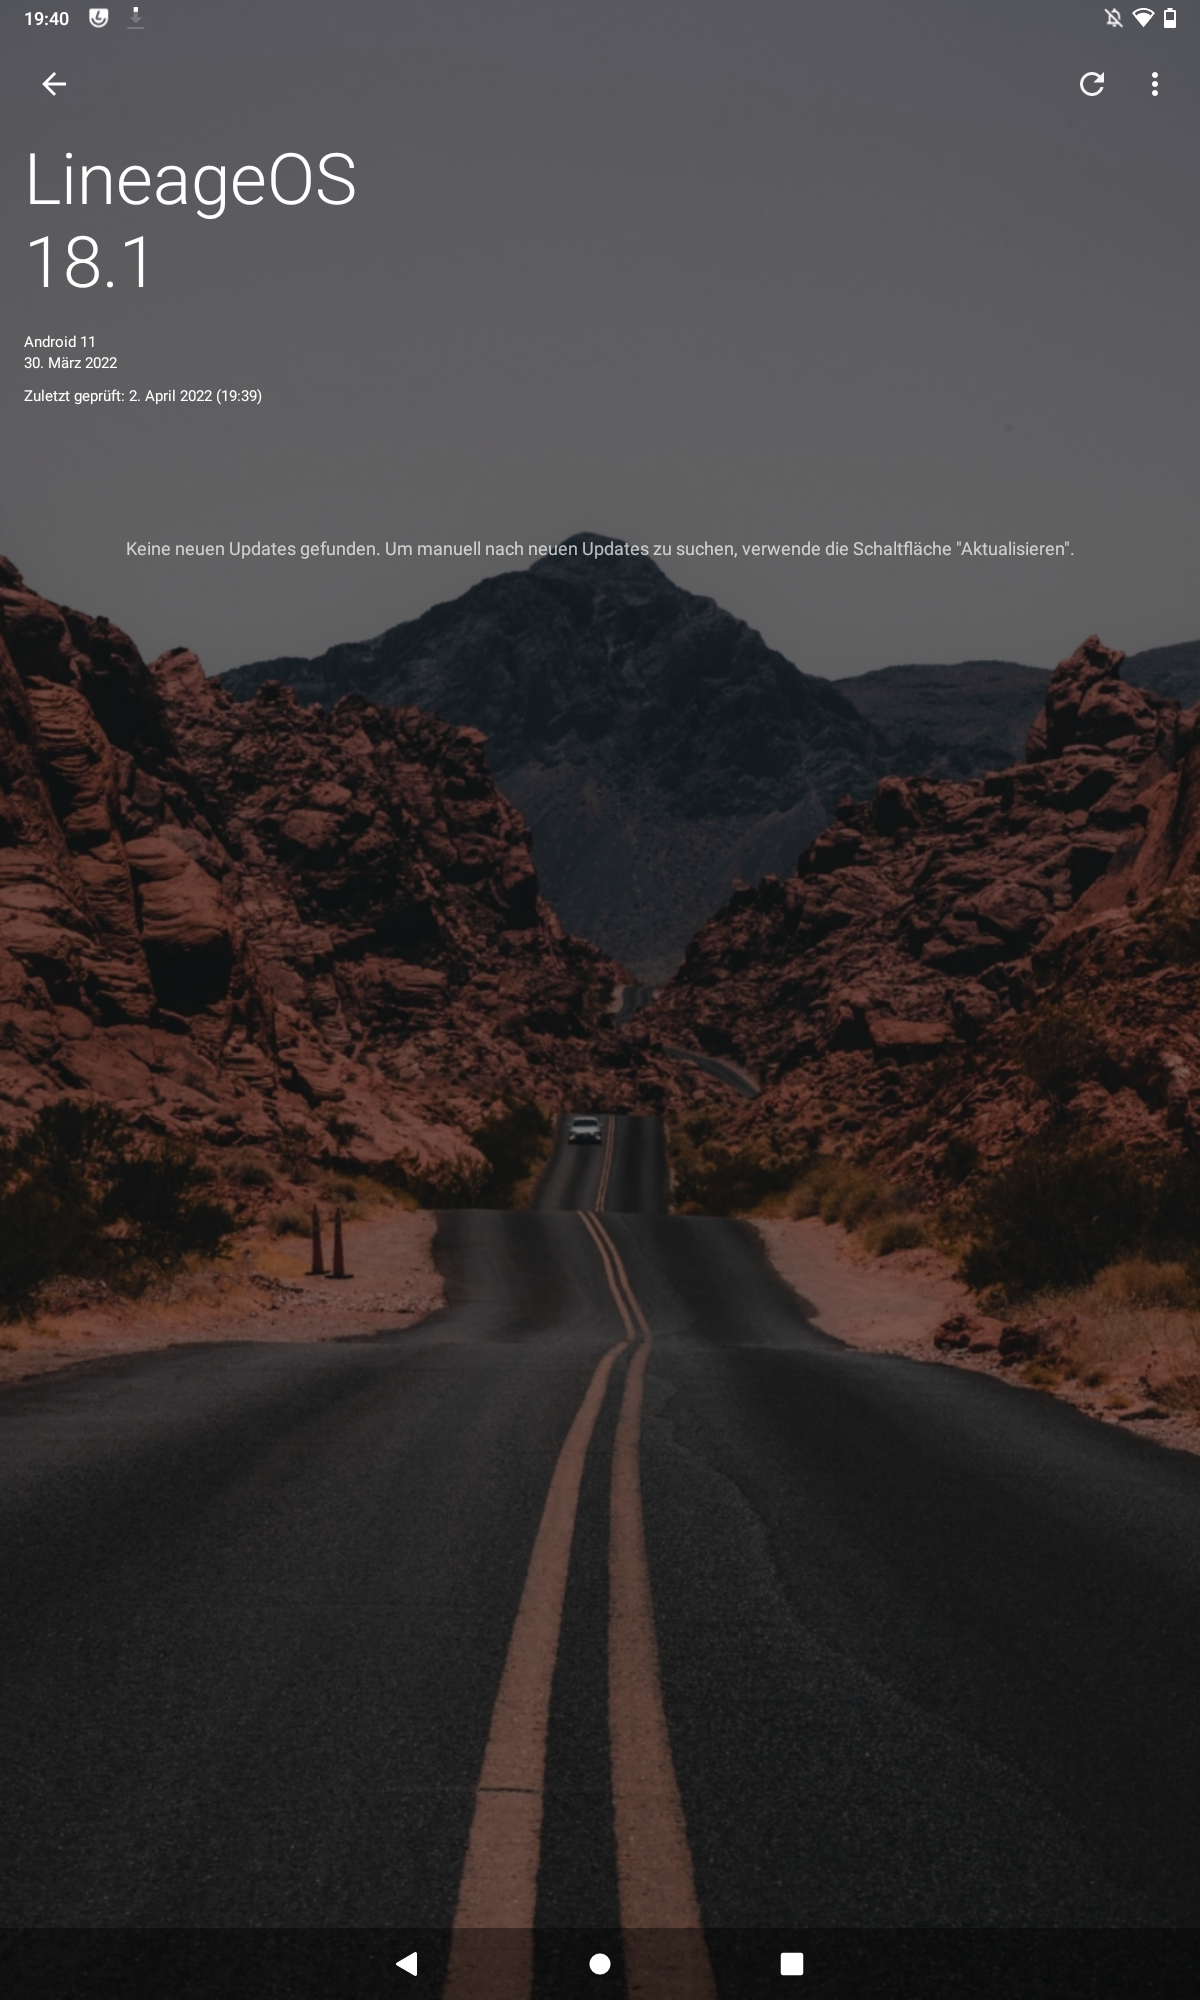 19:40
LineageOS
18.1
Android 11
30. März 2022
Zuletzt geprüft: 2. April 2022 (19:39)
Keine neuen Updates gefunden. Um manuell nach neuen Updates zu suchen, verwende die Schaltfläche "Aktualisieren".